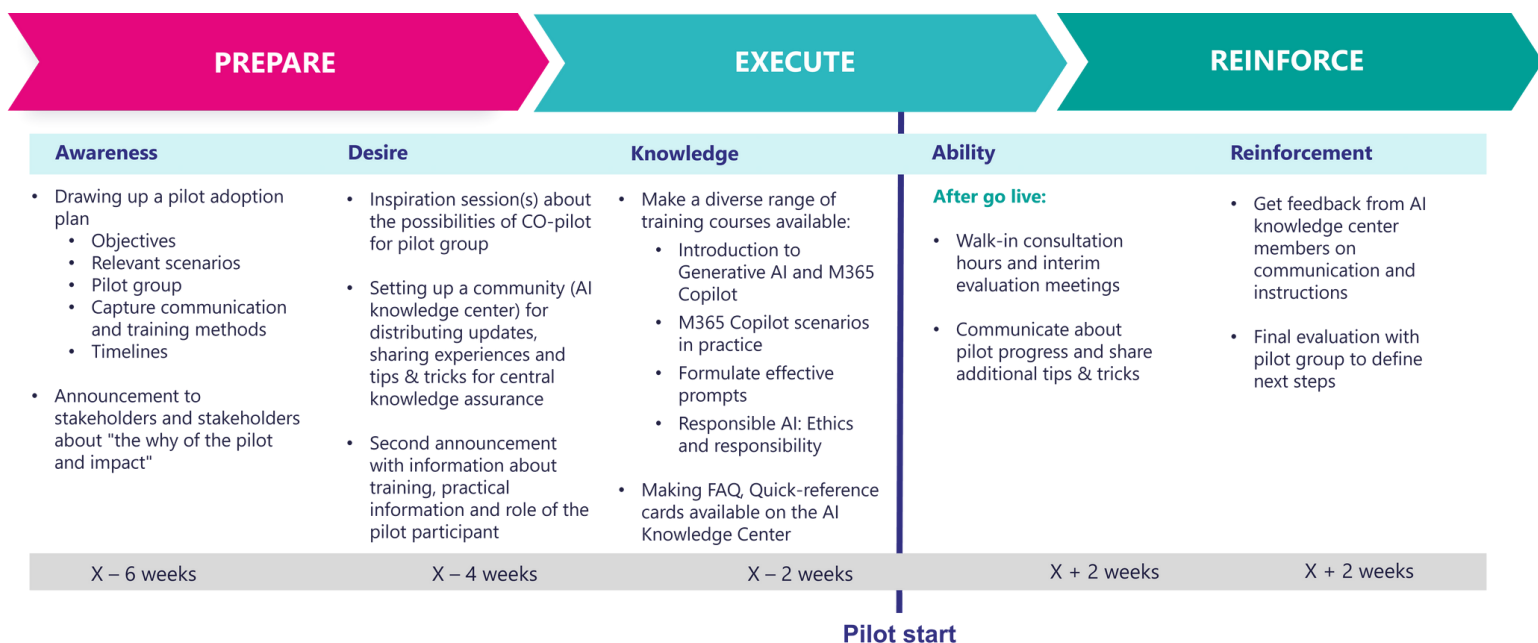 PREPARE
EXECUTE
REINFORCE
Awareness
• Drawing up a pilot adoption
plan
• Objectives
• Relevant scenarios
• Pilot group
• Capture communication
and training methods
• Timelines
• Announcement to
stakeholders and stakeholders
about "the why of the pilot
and impact"
Desire
• Inspiration session(s) about
the possibilities of CO-pilot
for pilot group
• Setting up a community (AI
knowledge center) for
distributing updates,
sharing experiences and
tips & tricks for central
knowledge assurance
• Second announcement
with information about
training, practical
information and role of the
pilot participant
Knowledge
• Make a diverse range of
training courses available:
• Introduction to
Generative AI and M365
Copilot
• M365 Copilot scenarios
in practice
• Formulate effective
prompts
• Responsible AI: Ethics
and responsibility
• Making FAQ, Quick-reference
cards available on the AI
Knowledge Center
Ability
After go live:
• Walk-in consultation
hours and interim
evaluation meetings
• Communicate about
pilot progress and share
additional tips & tricks
Reinforcement
• Get feedback from AI
knowledge center
members on
communication and
instructions
• Final evaluation with
pilot group to define
next steps
X – 6 weeks
X – 4 weeks
X – 2 weeks
X + 2 weeks
X + 2 weeks
Pilot start